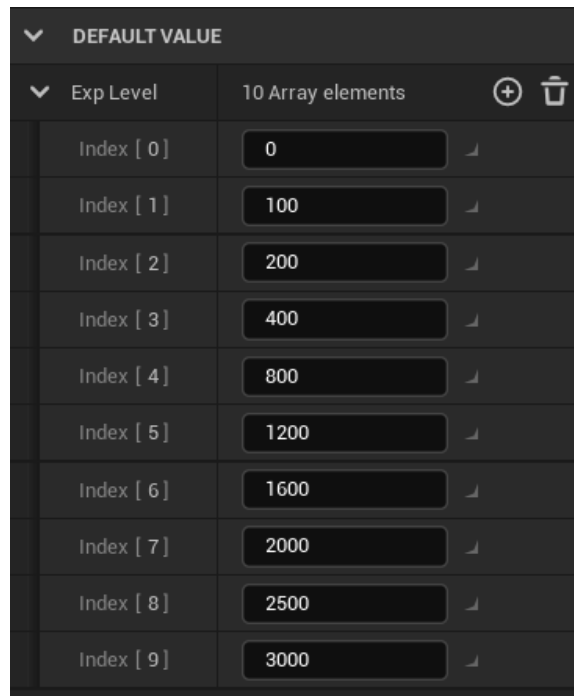 DEFAULT VALUE
Exp Level 10 Array elements
Index [ 0 ] 0
Index [ 1 ] 100
Index [ 2 ] 200
Index [ 3 ] 400
Index [ 4 ] 800
Index [ 5 ] 1200
Index [ 6 ] 1600
Index [ 7 ] 2000
Index [ 8 ] 2500
Index [ 9 ] 3000